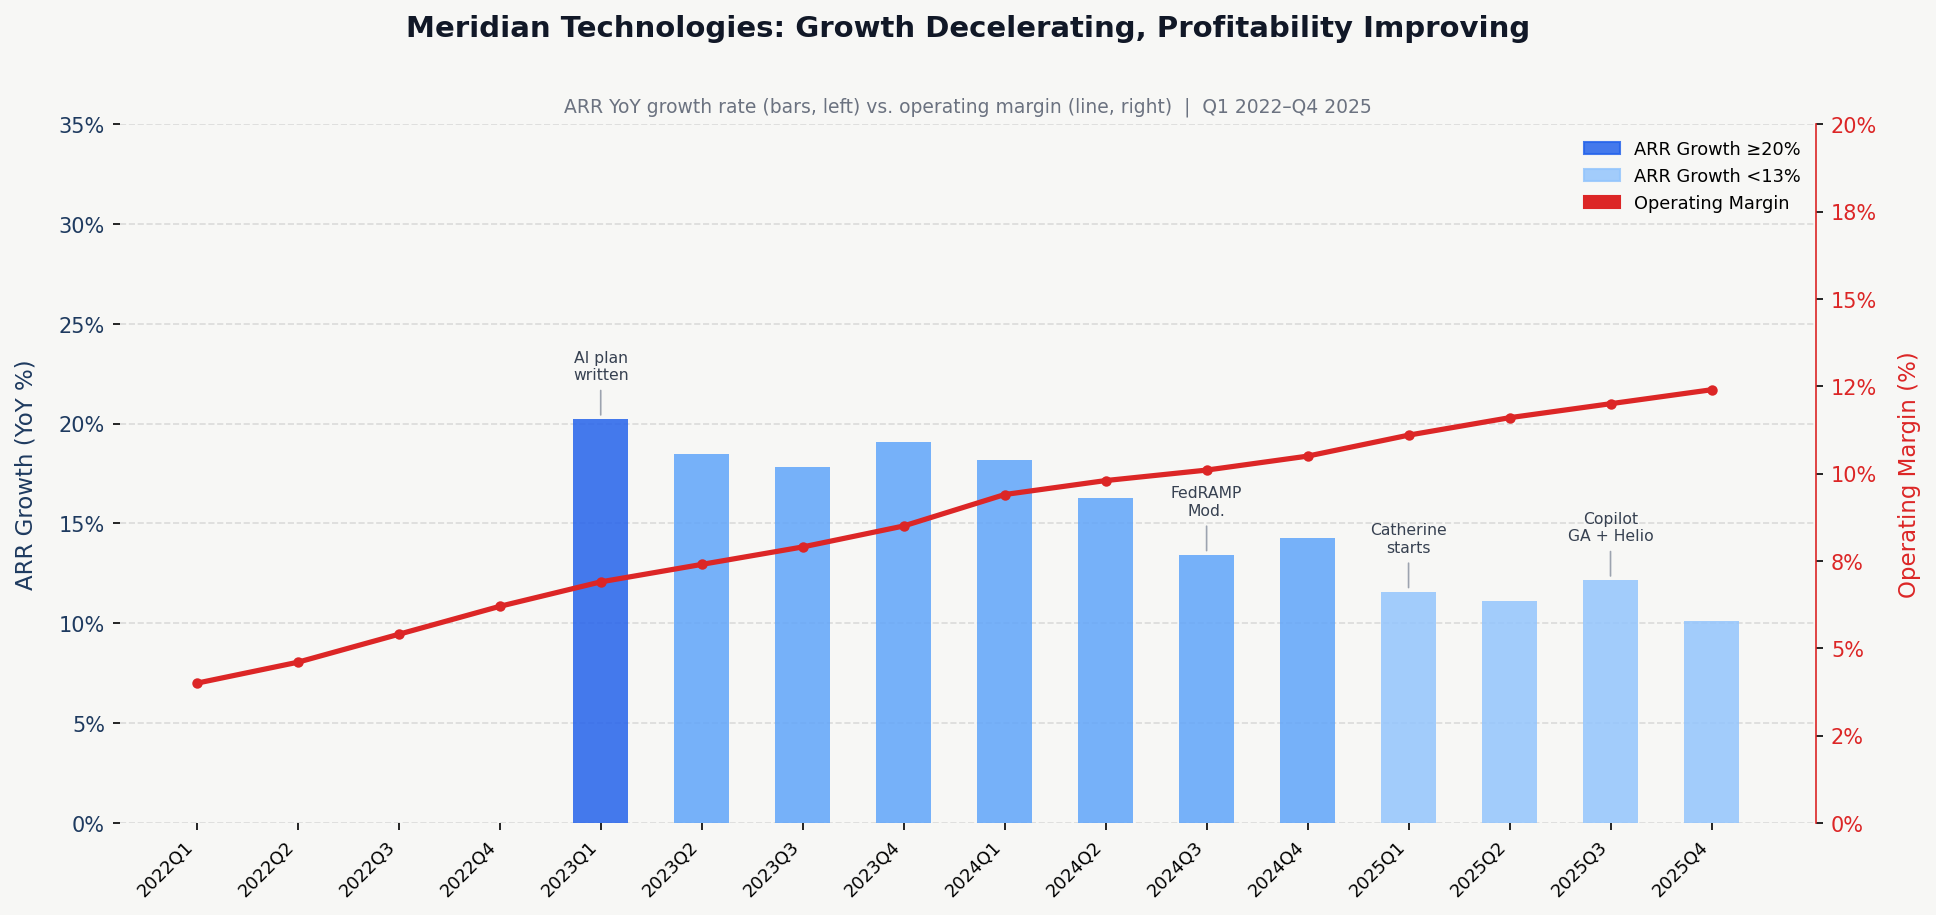 Meridian Technologies: Growth Decelerating, Profitability Improving
ARR YoY growth rate (bars, left) vs. operating margin (line, right)  |  Q1 2022–Q4 2025
ARR Growth ≥20%
ARR Growth <13%
Operating Margin
ARR Growth (YoY %)
35%
30%
25%
20%
15%
10%
5%
0%
AI plan
written
FedRAMP
Mod.
Catherine
starts
Copilot
GA + Helio
20%
18%
15%
12%
10%
8%
5%
2%
0%
Operating Margin (%)
2022Q1
2022Q2
2022Q3
2022Q4
2023Q1
2023Q2
2023Q3
2023Q4
2024Q1
2024Q2
2024Q3
2024Q4
2025Q1
2025Q2
2025Q3
2025Q4